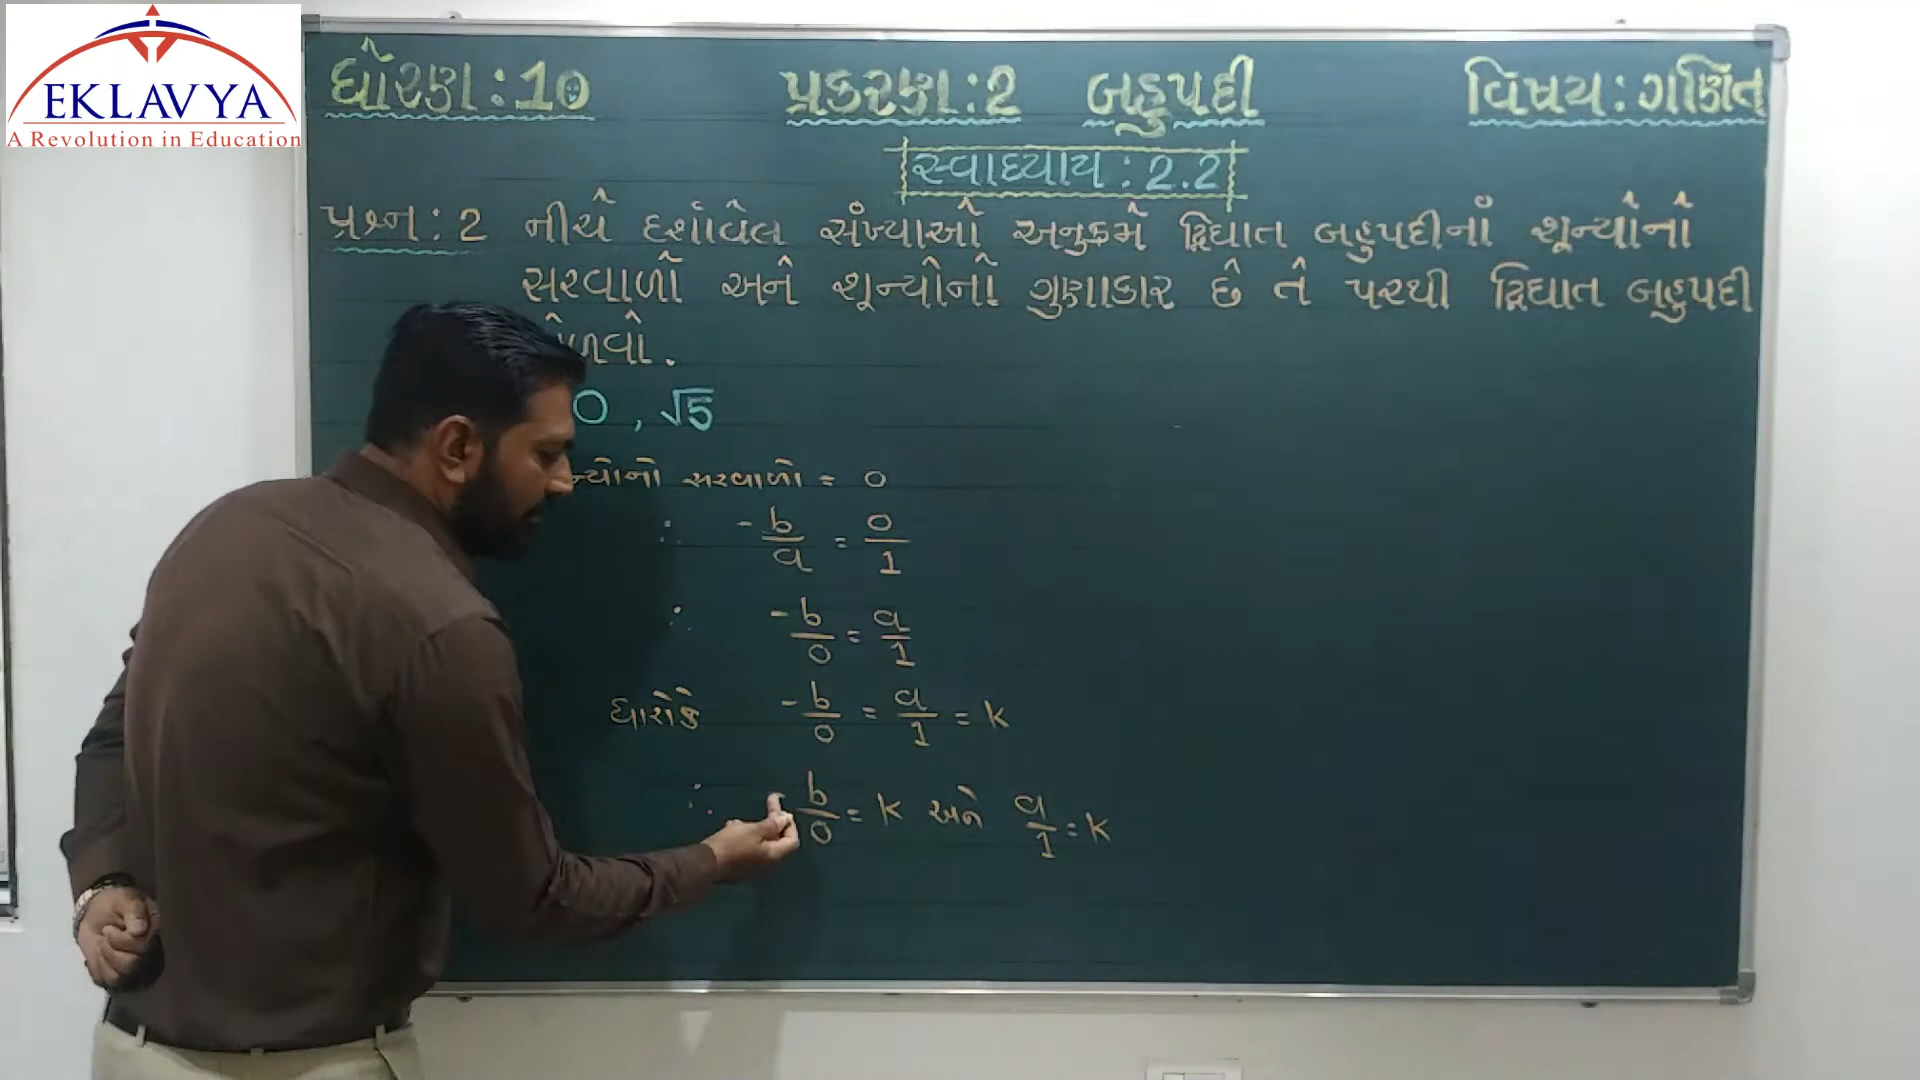 EKLAVYA
A Revolution in Education
ધોરણ : 10 પ્રકરણ : 2 બહુપદી વિષય : ગણિત
સ્વાધ્યાય : 2.2
પ્રશ્ન : 2 નીચે દર્શાવેલ સંખ્યાઓ અનુક્રમે દ્વિઘાત બહુપદીનાં શૂન્યોનો
સરવાળો અને શૂન્યોનો ગુણાકાર છે તે પરથી દ્વિઘાત બહુપદી
ળવો.
0 , √5
ન્યોનો સરવાળો = 0
∴ -b/a = 0/1
∴ -b/0 = a/1
ધારોકે -b/0 = a/1 = k
∴ -b/0 = k અને a/1 = k